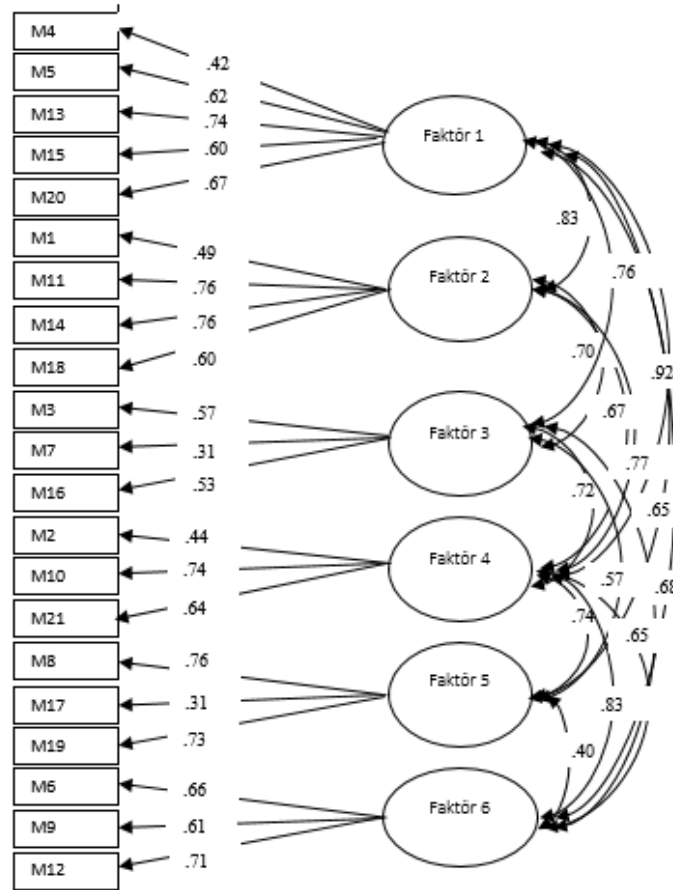 M4
.42
M5
.62
M13
.74
Faktör 1
M15
.60
M20
.67
M1
.83
.49
.76
M11
.76
Faktör 2
M14
.76
M18
.60
.70
.92
M3
.57
.67
M7
.31
Faktör 3
.77
M16
.53
.72
.65
M2
.44
M10
.74
Faktör 4
.57
.68
M21
.64
.74
.65
M8
.76
M17
.31
Faktör 5
.83
M19
.73
.40
M6
.66
M9
.61
Faktör 6
M12
.71